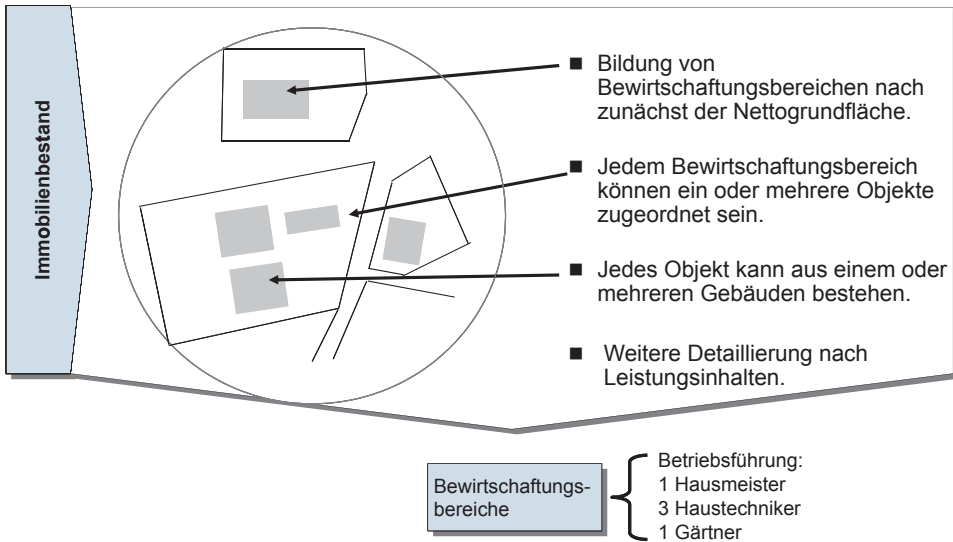 Immobilienbestand
■ Bildung von
Bewirtschaftungsbereichen nach
zunächst der Nettogrundfläche.
■ Jedem Bewirtschaftungsbereich
können ein oder mehrere Objekte
zugeordnet sein.
■ Jedes Objekt kann aus einem oder
mehreren Gebäuden bestehen.
■ Weitere Detaillierung nach
Leistungsinhalten.
Bewirtschaftungs-
bereiche
Betriebsführung:
1 Hausmeister
3 Haustechniker
1 Gärtner